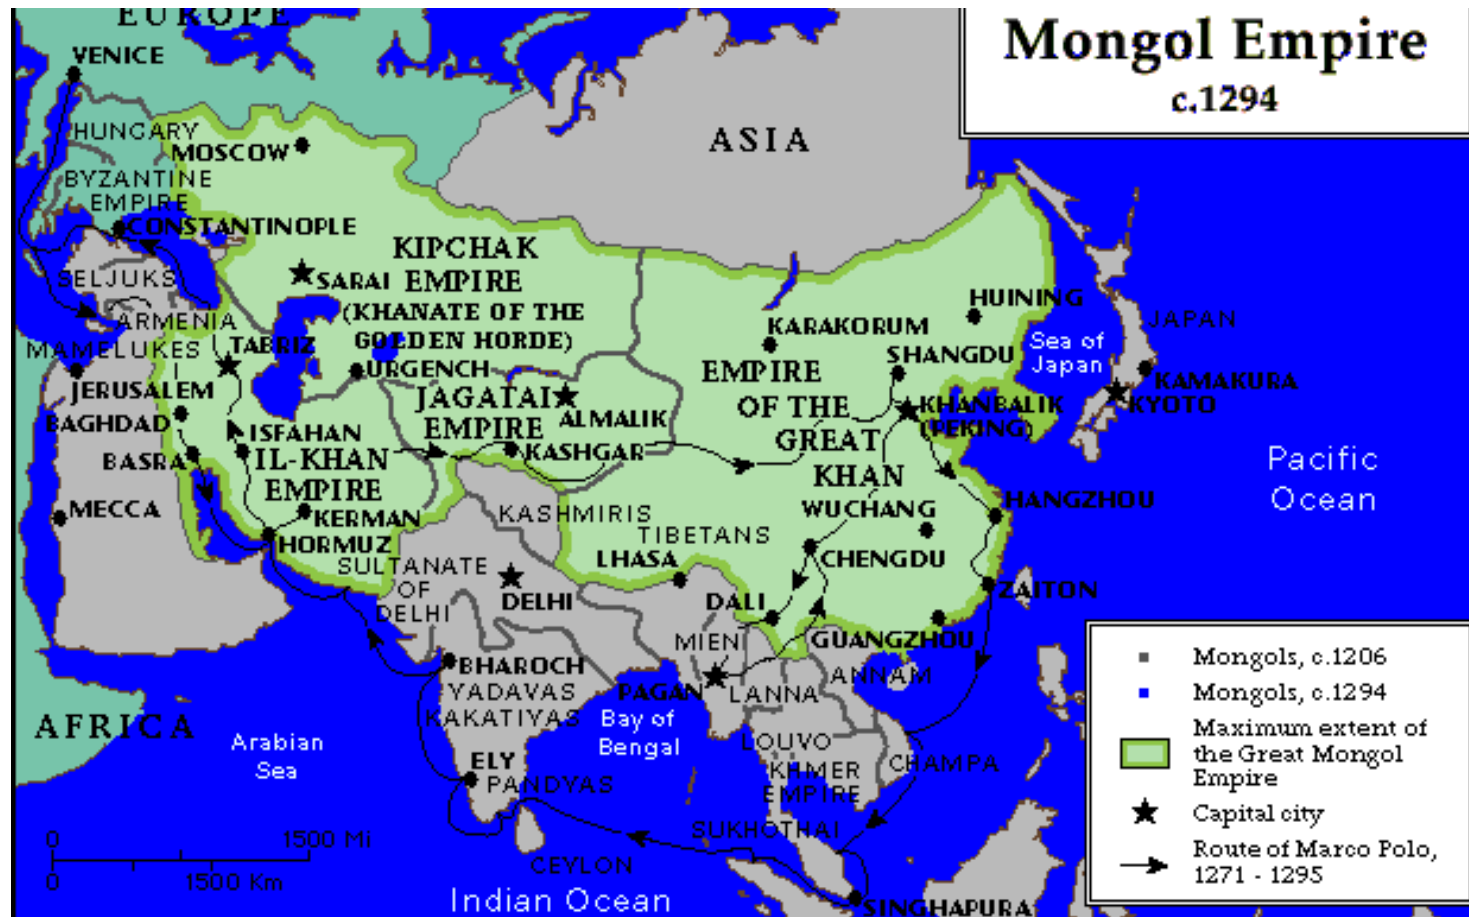 EUROPE
Mongol Empire
c.1294
VENICE
ASIA
HUNGARY
MOSCOW
BYZANTINE
EMPIRE
CONSTANTINOPLE
KIPCHAK
EMPIRE
(KHANATE OF THE
GOLDEN HORDE)
SARAI
SELJUKS
ARMENIA
HUINING
JAPAN
KARAKORUM
Sea of
Japan
MAMELUKES
TABRIZ
SHANGDU
URGENCH
EMPIRE
OF THE
GREAT
KHAN
KAMAKURA
KYOTO
JERUSALEM
JAGATAI
EMPIRE
ALMALIK
KHANBALIK
(PEKING)
BAGHDAD
ISFAHAN
BASRA
IL-KHAN
EMPIRE
KASHGAR
Pacific
Ocean
MECCA
KERMAN
KASHMIRIS
TIBETANS
WUCHANG
HANGZHOU
HORMUZ
SULTANATE
OF
DELHI
LHASA
CHENGDU
DELHI
DALI
ZAITON
MIEN
GUANGZHOU
BHAROCH
PAGAN
LANNA
ANNAM
YADAVAS
KAKATIYAS
AFRICA
Arabian
Sea
Bay of
Bengal
LOUVO
CHAMPA
ELY
PANDYAS
KHMER
EMPIRE
SUKHOTHAI
CEYLON
Indian Ocean
SINGHAPURA
0 1500 Mi
0 1500 Km
Mongols, c.1206
Mongols, c.1294
Maximum extent of
the Great Mongol
Empire
Capital city
Route of Marco Polo,
1271 - 1295